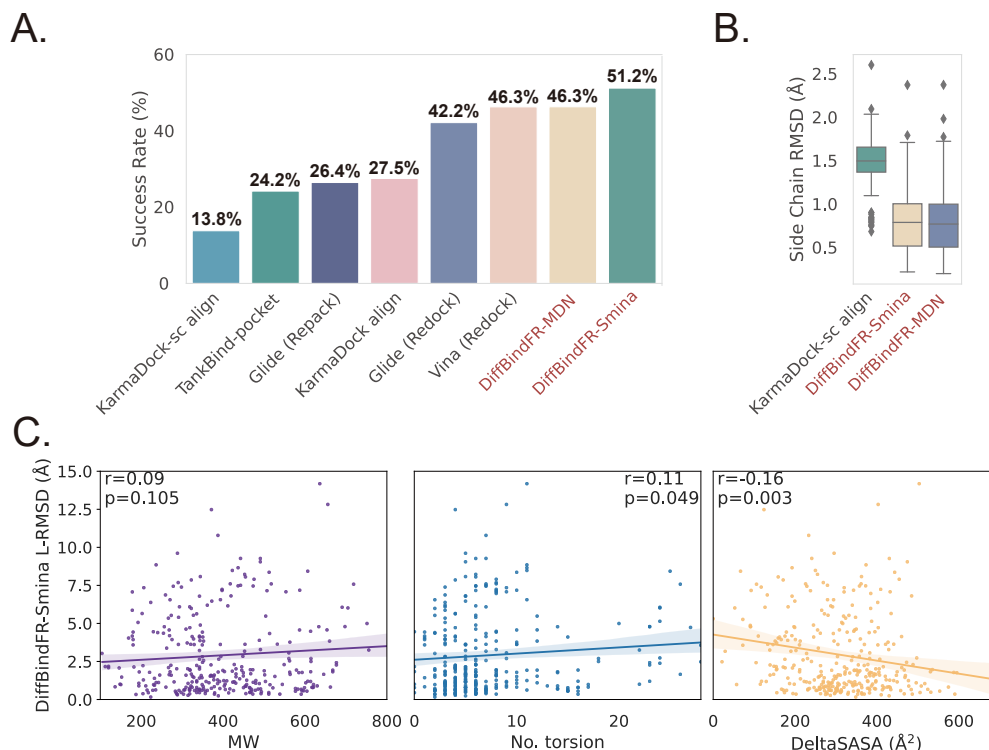 A.
60
40
20
0
Success Rate (%)
13.8%
24.2%
26.4%
27.5%
42.2%
46.3%
46.3%
51.2%
KarmaDock-sc align
TankBind-pocket
Glide (Repack)
KarmaDock align
Glide (Redock)
Vina (Redock)
DiffBindFR-MDN
DiffBindFR-Smina
B.
2.5
2.0
1.5
1.0
0.5
Side Chain RMSD (Å)
KarmaDock-sc align
DiffBindFR-Smina
DiffBindFR-MDN
C.
DiffBindFR-Smina L-RMSD (Å)
15.0
12.5
10.0
7.5
5.0
2.5
0.0
r=0.09
p=0.105
200 400 600 800
MW
r=0.11
p=0.049
0 10 20
No. torsion
r=-0.16
p=0.003
0 200 400 600
DeltaSASA (Å²)